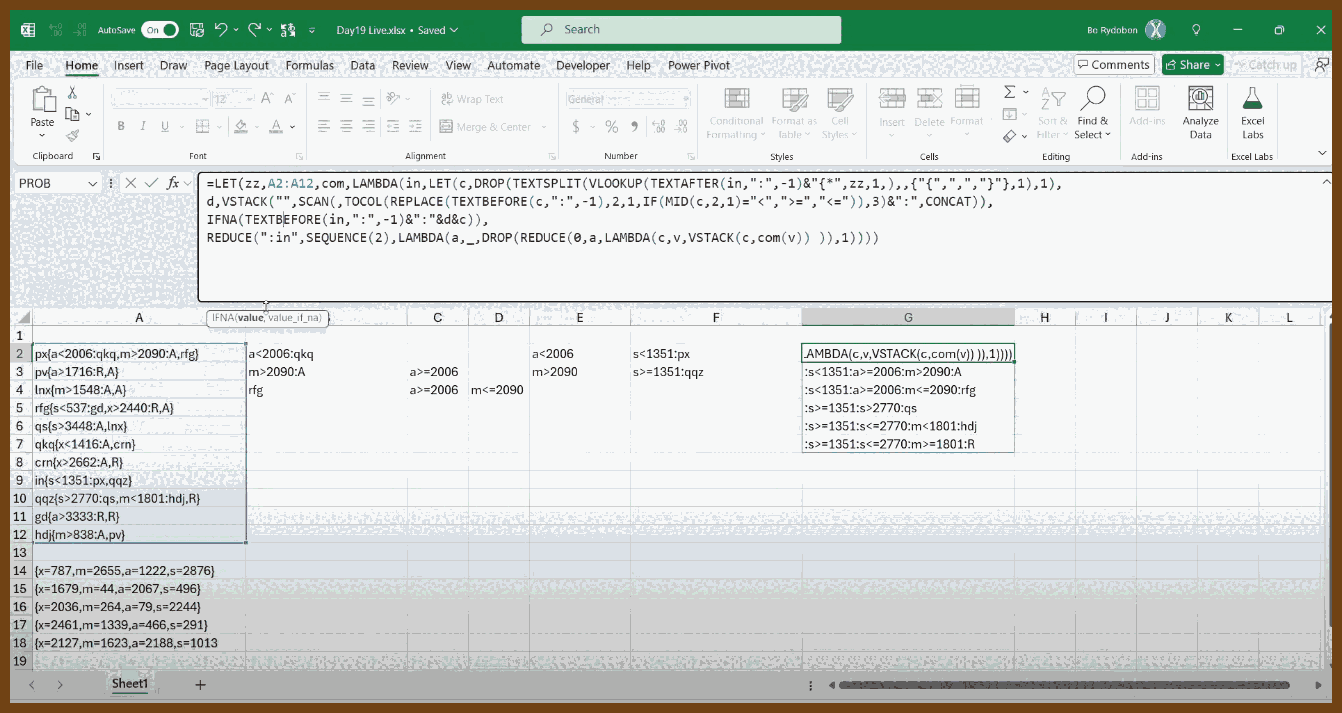 AutoSave On Day19 Live.xlsx • Saved Search Bo Rydobon
File Home Insert Draw Page Layout Formulas Data Review View Automate Developer Help Power Pivot Comments Share Catch up
Paste 12 Wrap Text General Conditional Formatting Format as Table Cell Styles Insert Delete Format Sort & Filter Find & Select Add-ins Analyze Data Excel Labs
B I U Merge & Center $ % 9
Clipboard Font Alignment Number Styles Cells Editing Add-ins Excel Labs
PROB fx =LET(zz,A2:A12,com,LAMBDA(in,LET(c,DROP(TEXTSPLIT(VLOOKUP(TEXTAFTER(in,":",-1)&"{*",zz,1,),,{"{",",","}"},1),1),
d,VSTACK("",SCAN(,TOCOL(REPLACE(TEXTBEFORE(c,":",-1),2,1,IF(MID(c,2,1)="<",">=","<=")),3)&":",CONCAT)),
IFNA(TEXTBEFORE(in,":",-1)&":"&d&c)),
REDUCE(":in",SEQUENCE(2),LAMBDA(a,_,DROP(REDUCE(0,a,LAMBDA(c,v,VSTACK(c,com(v)) )),1))))
IFNA(value, value_if_na)
A C D E F G H I J K L
1
2 px{a<2006:qkq,m>2090:A,rfg} a<2006:qkq a<2006 s<1351:px .AMBDA(c,v,VSTACK(c,com(v)) )),1))))
3 pv{a>1716:R,A} m>2090:A a>=2006 m>2090 s>=1351:qqz :s<1351:a>=2006:m>2090:A
4 lnx{m>1548:A,A} rfg a>=2006 m<=2090 :s<1351:a>=2006:m<=2090:rfg
5 rfg{s<537:gd,x>2440:R,A} :s>=1351:s>2770:qs
6 qs{s>3448:A,lnx} :s>=1351:s<=2770:m<1801:hdj
7 qkq{x<1416:A,crn} :s>=1351:s<=2770:m>=1801:R
8 crn{x>2662:A,R}
9 in{s<1351:px,qqz}
10 qqz{s>2770:qs,m<1801:hdj,R}
11 gd{a>3333:R,R}
12 hdj{m>838:A,pv}
13
14 {x=787,m=2655,a=1222,s=2876}
15 {x=1679,m=44,a=2067,s=496}
16 {x=2036,m=264,a=79,s=2244}
17 {x=2461,m=1339,a=466,s=291}
18 {x=2127,m=1623,a=2188,s=1013
19
Sheet1